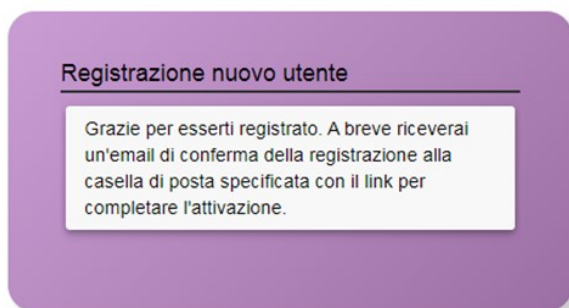 Registrazione nuovo utente
Grazie per esserti registrato. A breve riceverai
un'email di conferma della registrazione alla
casella di posta specificata con il link per
completare l'attivazione.